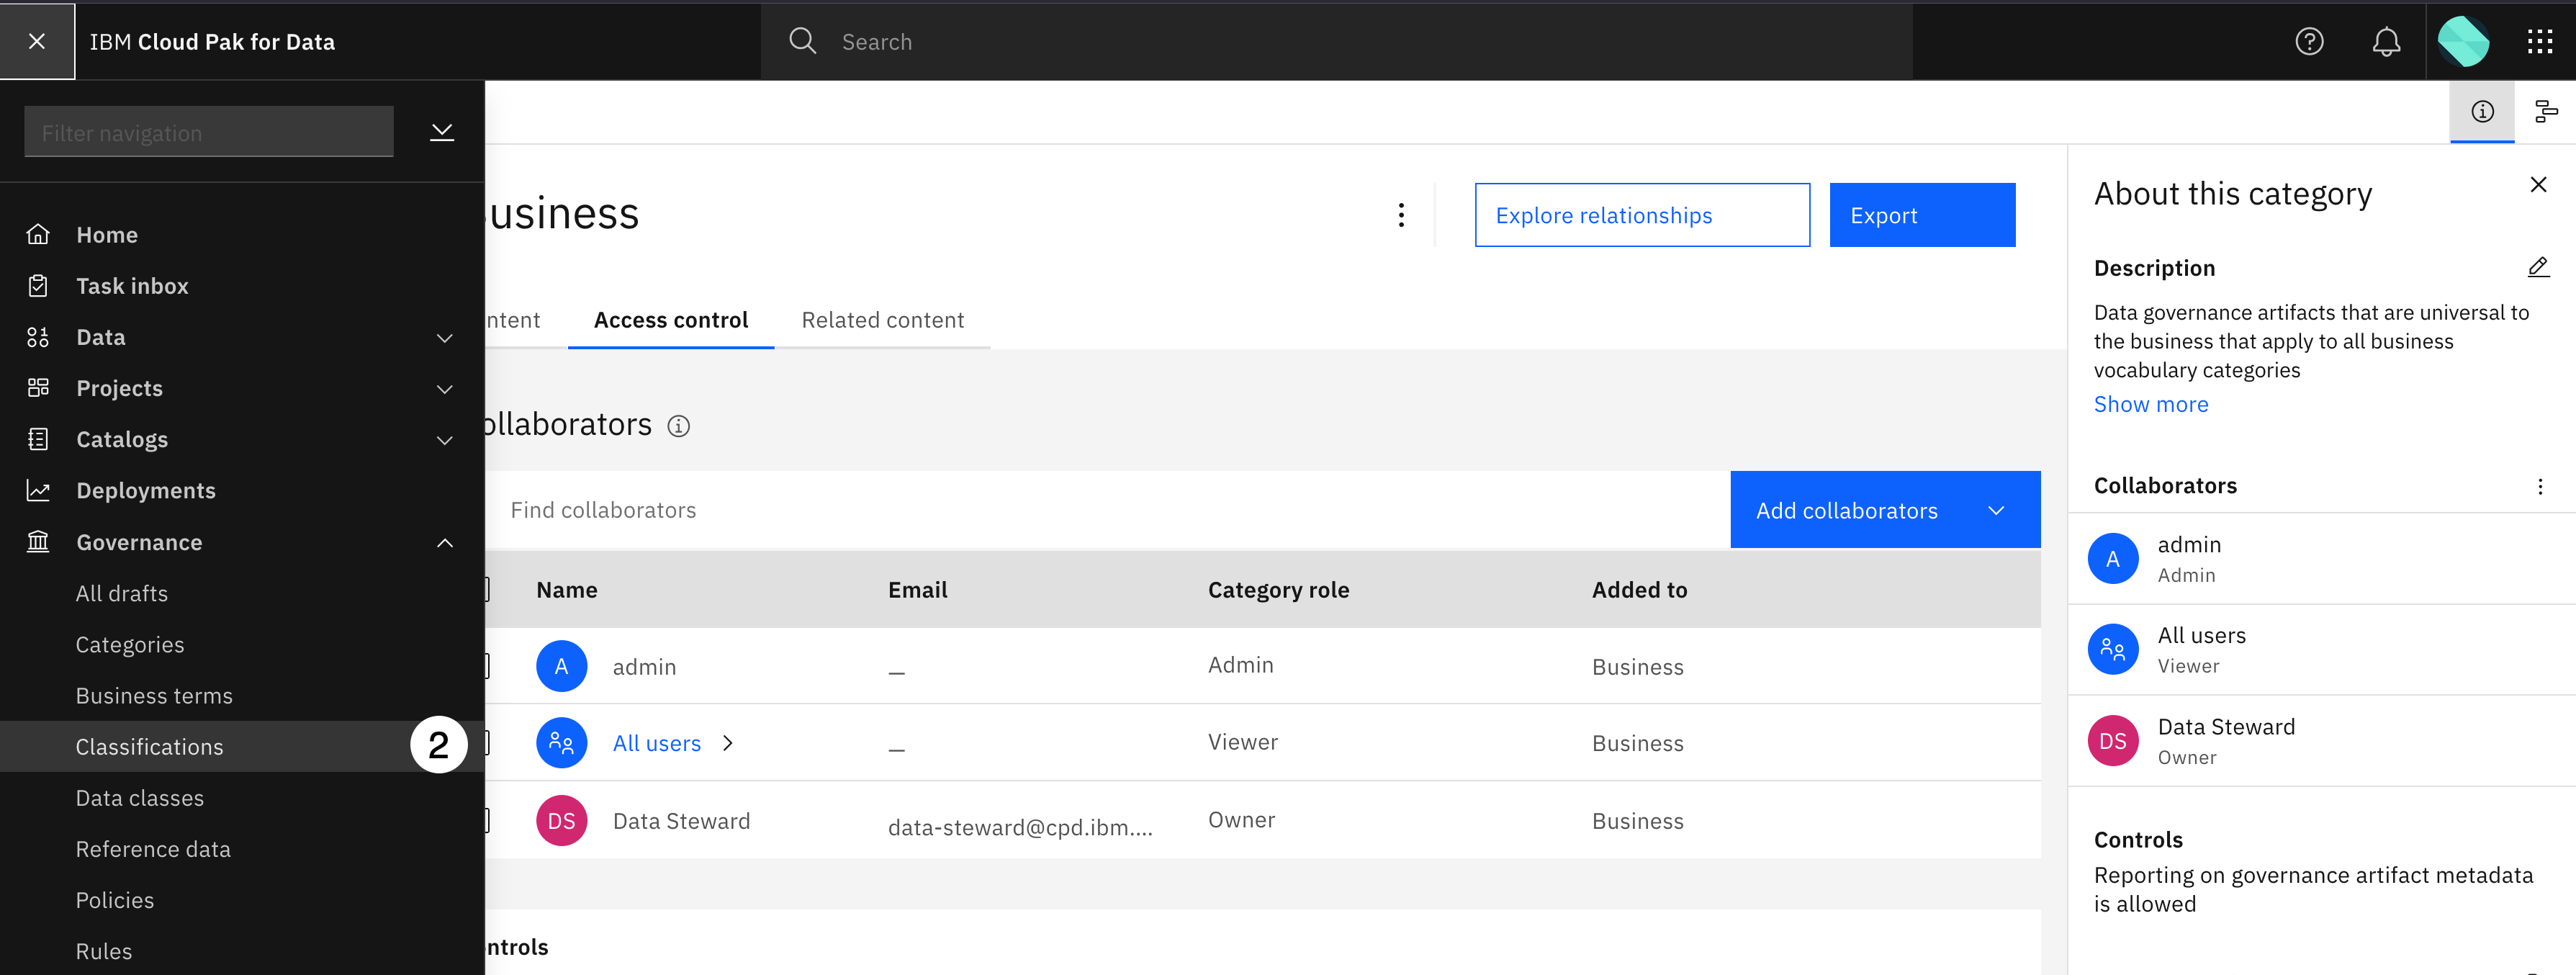 IBM Cloud Pak for Data
Search
Filter navigation
Home
Task inbox
Data
Projects
Catalogs
Deployments
Governance
All drafts
Categories
Business terms
Classifications
2
Data classes
Reference data
Policies
Rules
usiness
Explore relationships
Export
ntent
Access control
Related content
ollaborators
Find collaborators
Add collaborators
Name Email Category role Added to
A admin — Admin Business
All users — Viewer Business
DS Data Steward data-steward@cpd.ibm.... Owner Business
ntrols
About this category
Description
Data governance artifacts that are universal to
the business that apply to all business
vocabulary categories
Show more
Collaborators
A
admin
Admin
All users
Viewer
DS
Data Steward
Owner
Controls
Reporting on governance artifact metadata
is allowed